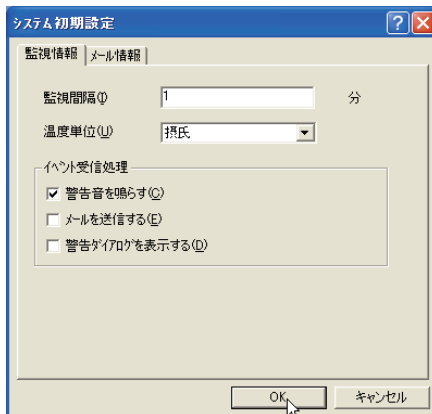 システム初期設定
監視情報 メール情報
監視間隔(I) 1 分
温度単位(U) 摂氏
イベント受信処理
警告音を鳴らす(C)
メールを送信する(E)
警告ダイアログを表示する(D)
OK キャンセル